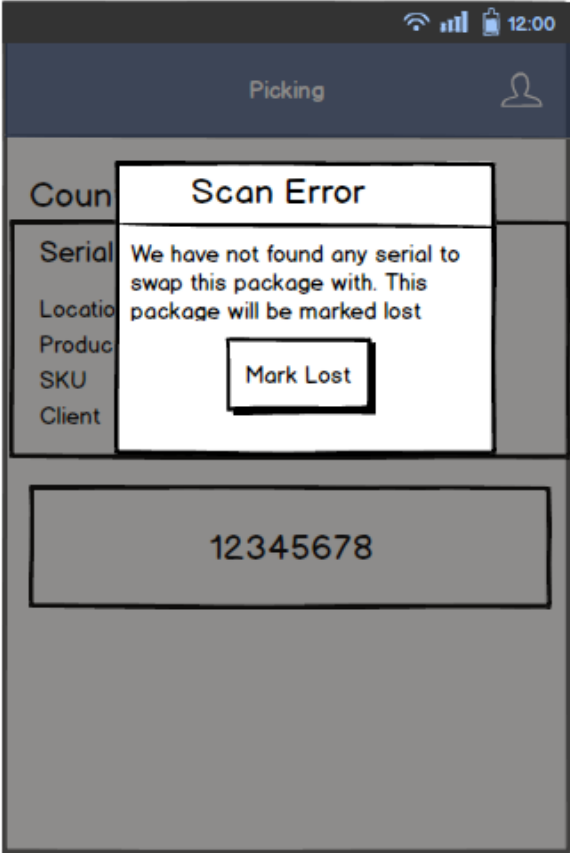 12:00
Picking
Coun
Scan Error
Serial
We have not found any serial to
swap this package with. This
package will be marked lost
Locatio
Produc
SKU
Client
Mark Lost
12345678